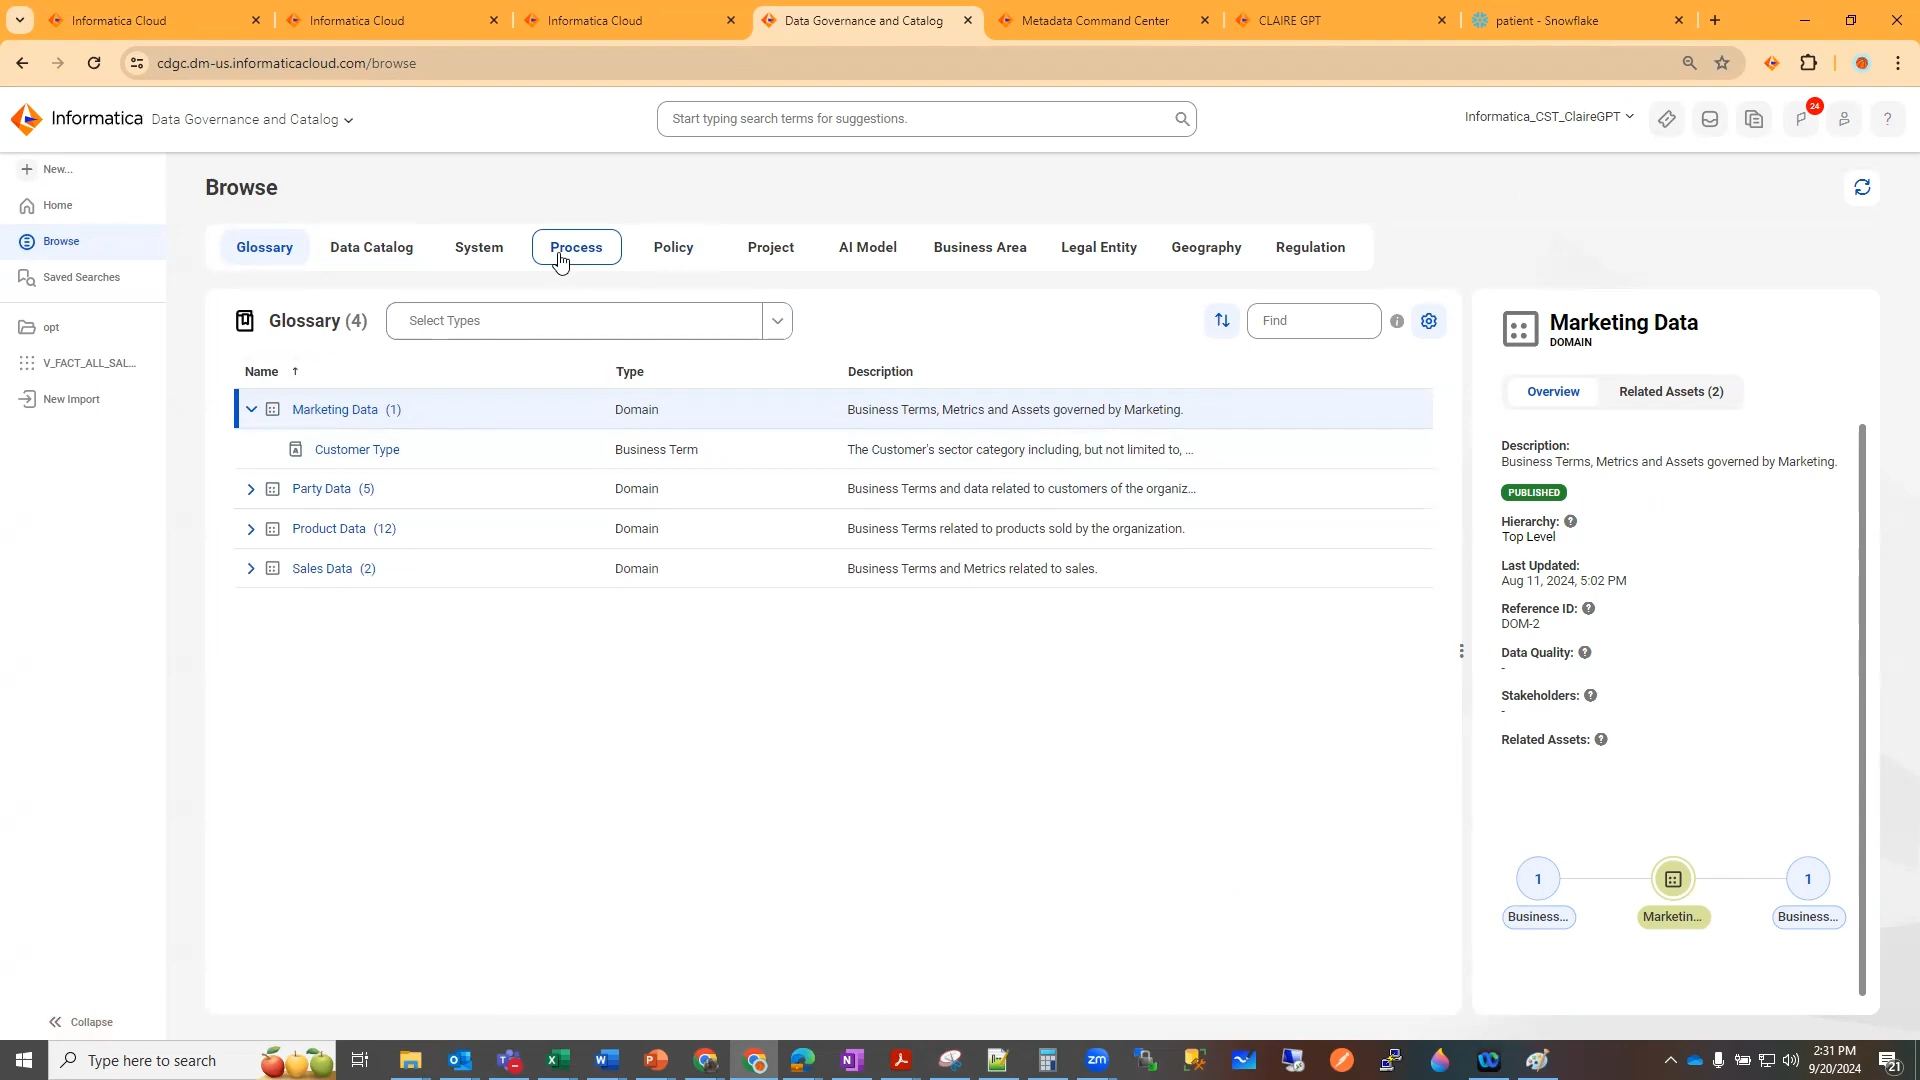 Informatica Cloud
Informatica Cloud
Informatica Cloud
Data Governance and Catalog
Metadata Command Center
CLAIRE GPT
patient - Snowflake
cdgc.dm-us.informaticacloud.com/browse
Informatica Data Governance and Catalog
Start typing search terms for suggestions.
Informatica_CST_ClaireGPT
24
?
New...
Home
Browse
Saved Searches
opt
V_FACT_ALL_SAL...
New Import
Collapse
Browse
Glossary
Data Catalog
System
Process
Policy
Project
AI Model
Business Area
Legal Entity
Geography
Regulation
Glossary (4)
Select Types
Find
Name Type Description
Marketing Data (1) Domain Business Terms, Metrics and Assets governed by Marketing.
Customer Type Business Term The Customer's sector category including, but not limited to, ...
Party Data (5) Domain Business Terms and data related to customers of the organiz...
Product Data (12) Domain Business Terms related to products sold by the organization.
Sales Data (2) Domain Business Terms and Metrics related to sales.
Marketing Data
DOMAIN
Overview
Related Assets (2)
Description:
Business Terms, Metrics and Assets governed by Marketing.
PUBLISHED
Hierarchy:
Top Level
Last Updated:
Aug 11, 2024, 5:02 PM
Reference ID:
DOM-2
Data Quality:
-
Stakeholders:
-
Related Assets:
1
1
Business...
Marketin...
Business...
Type here to search
zm
2:31 PM
9/20/2024
21